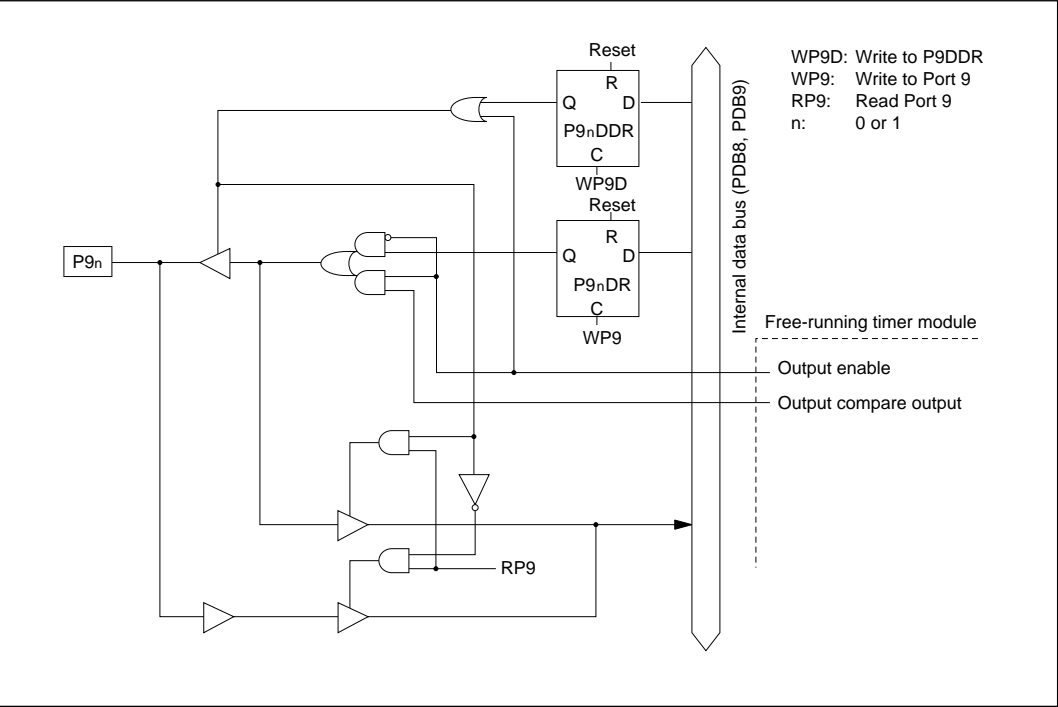 Reset
R
Q D
P9nDDR
C
WP9D
Reset
R
Q D
P9nDR
C
WP9
P9n
Internal data bus (PDB8, PDB9)
WP9D: Write to P9DDR
WP9: Write to Port 9
RP9: Read Port 9
n: 0 or 1
Free-running timer module
Output enable
Output compare output
RP9